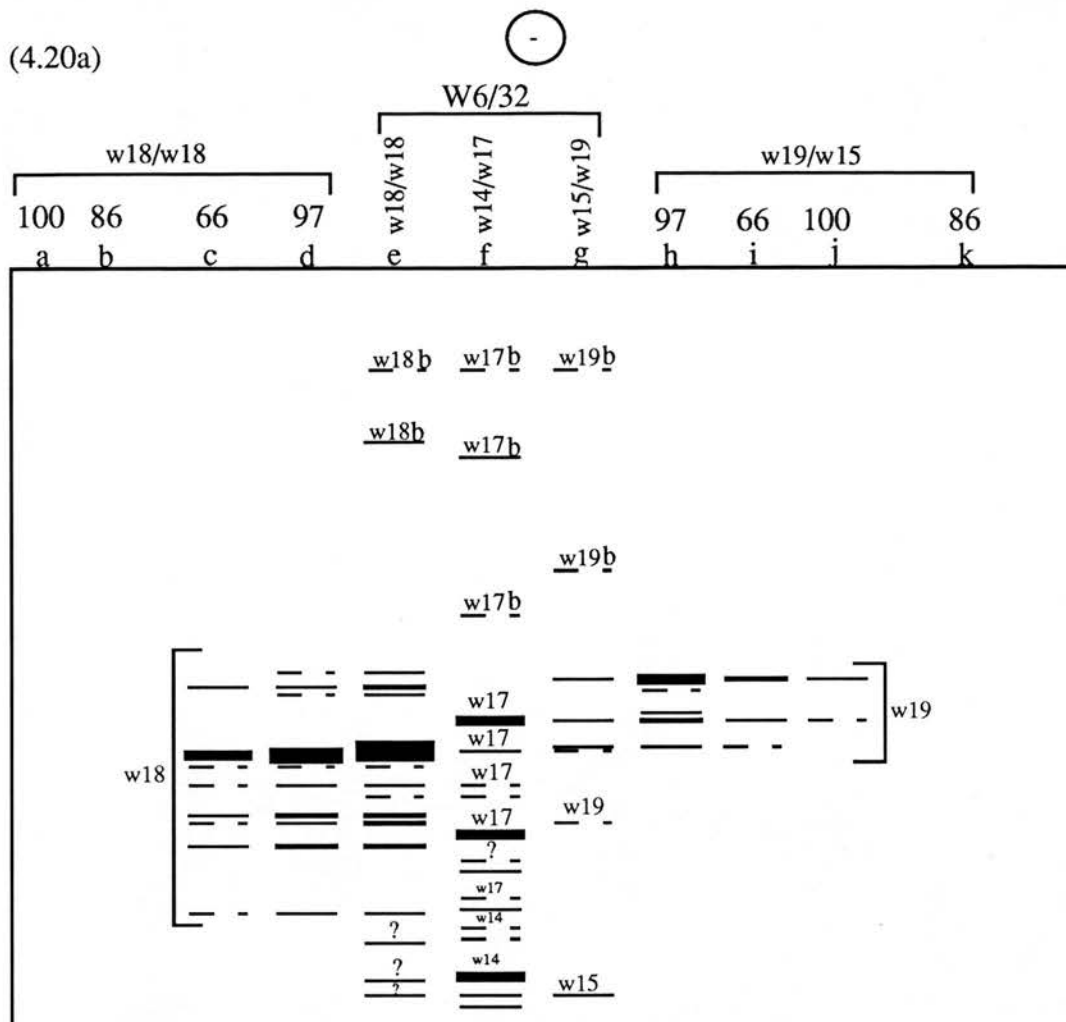 -
(4.20a)
W6/32
w18/w18
w18/w18
w14/w17
w15/w19
w19/w15
100 86 66 97 97 66 100 86
a b c d e f g h i j k
w18b w17b w19b
w18b w17b
w19b
w17b
w17
w19
w17
w18
w17
w19
w17
?
w17
w14
?
w14
?
w15
?